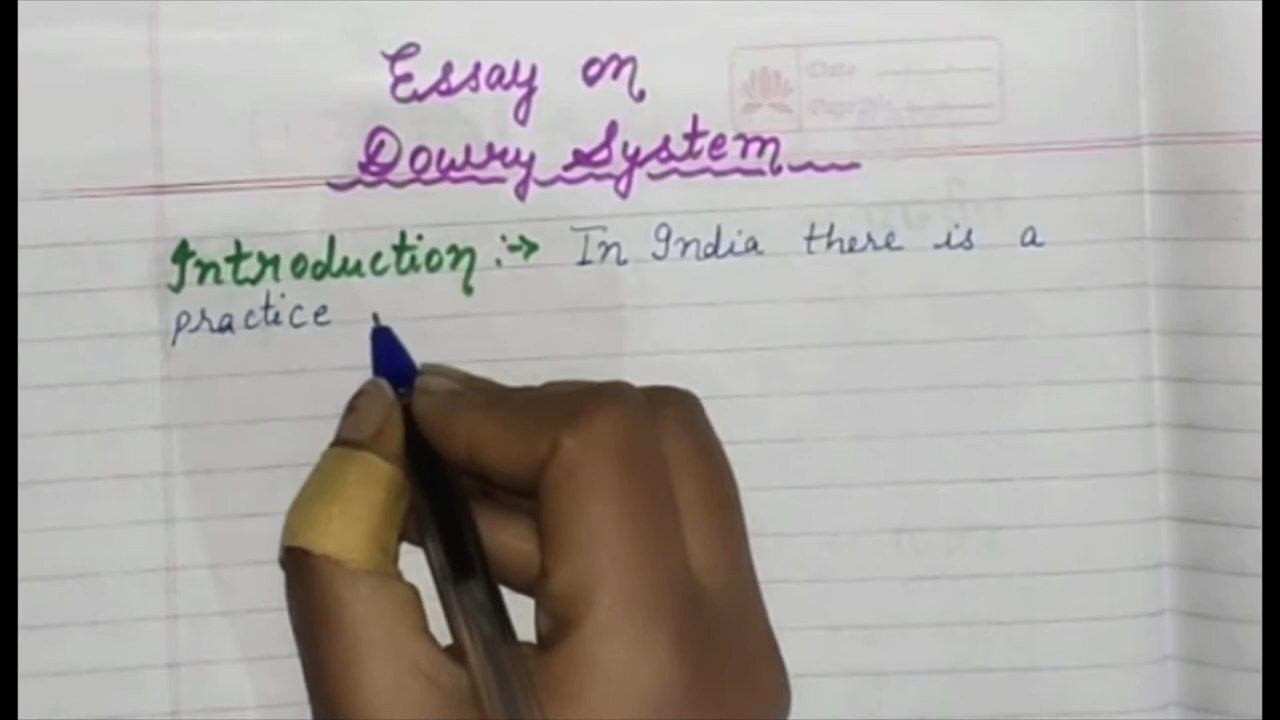 Essay on
Dowry System
Introduction :→ In India there is a
practice